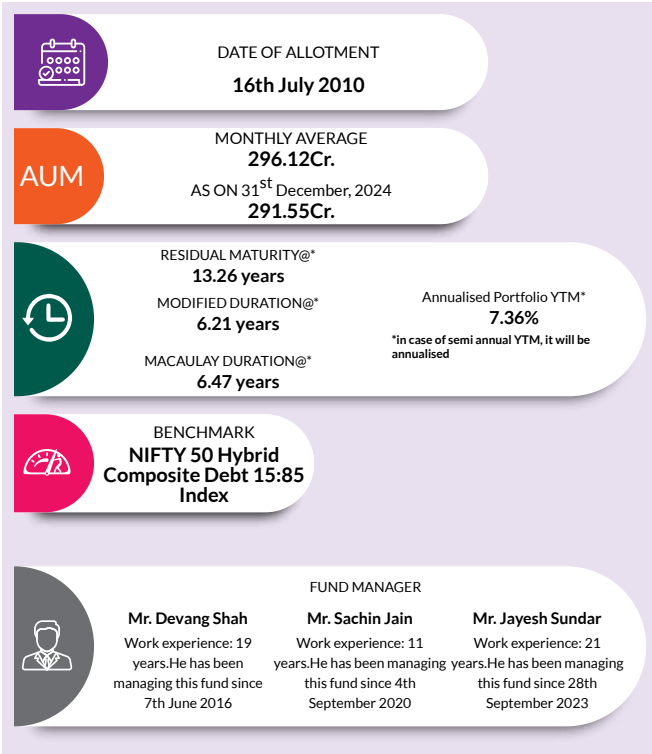 DATE OF ALLOTMENT
16th July 2010
AUM
MONTHLY AVERAGE
296.12Cr.
AS ON 31st December, 2024
291.55Cr.
RESIDUAL MATURITY@*
13.26 years
MODIFIED DURATION@*
6.21 years
MACAULAY DURATION@*
6.47 years
Annualised Portfolio YTM*
7.36%
*in case of semi annual YTM, it will be
annualised
BENCHMARK
NIFTY 50 Hybrid
Composite Debt 15:85
Index
FUND MANAGER
Mr. Devang Shah
Work experience: 19
years.He has been
managing this fund since
7th June 2016
Mr. Sachin Jain
Work experience: 11
years.He has been managing
this fund since 4th
September 2020
Mr. Jayesh Sundar
Work experience: 21
years.He has been managing
this fund since 28th
September 2023